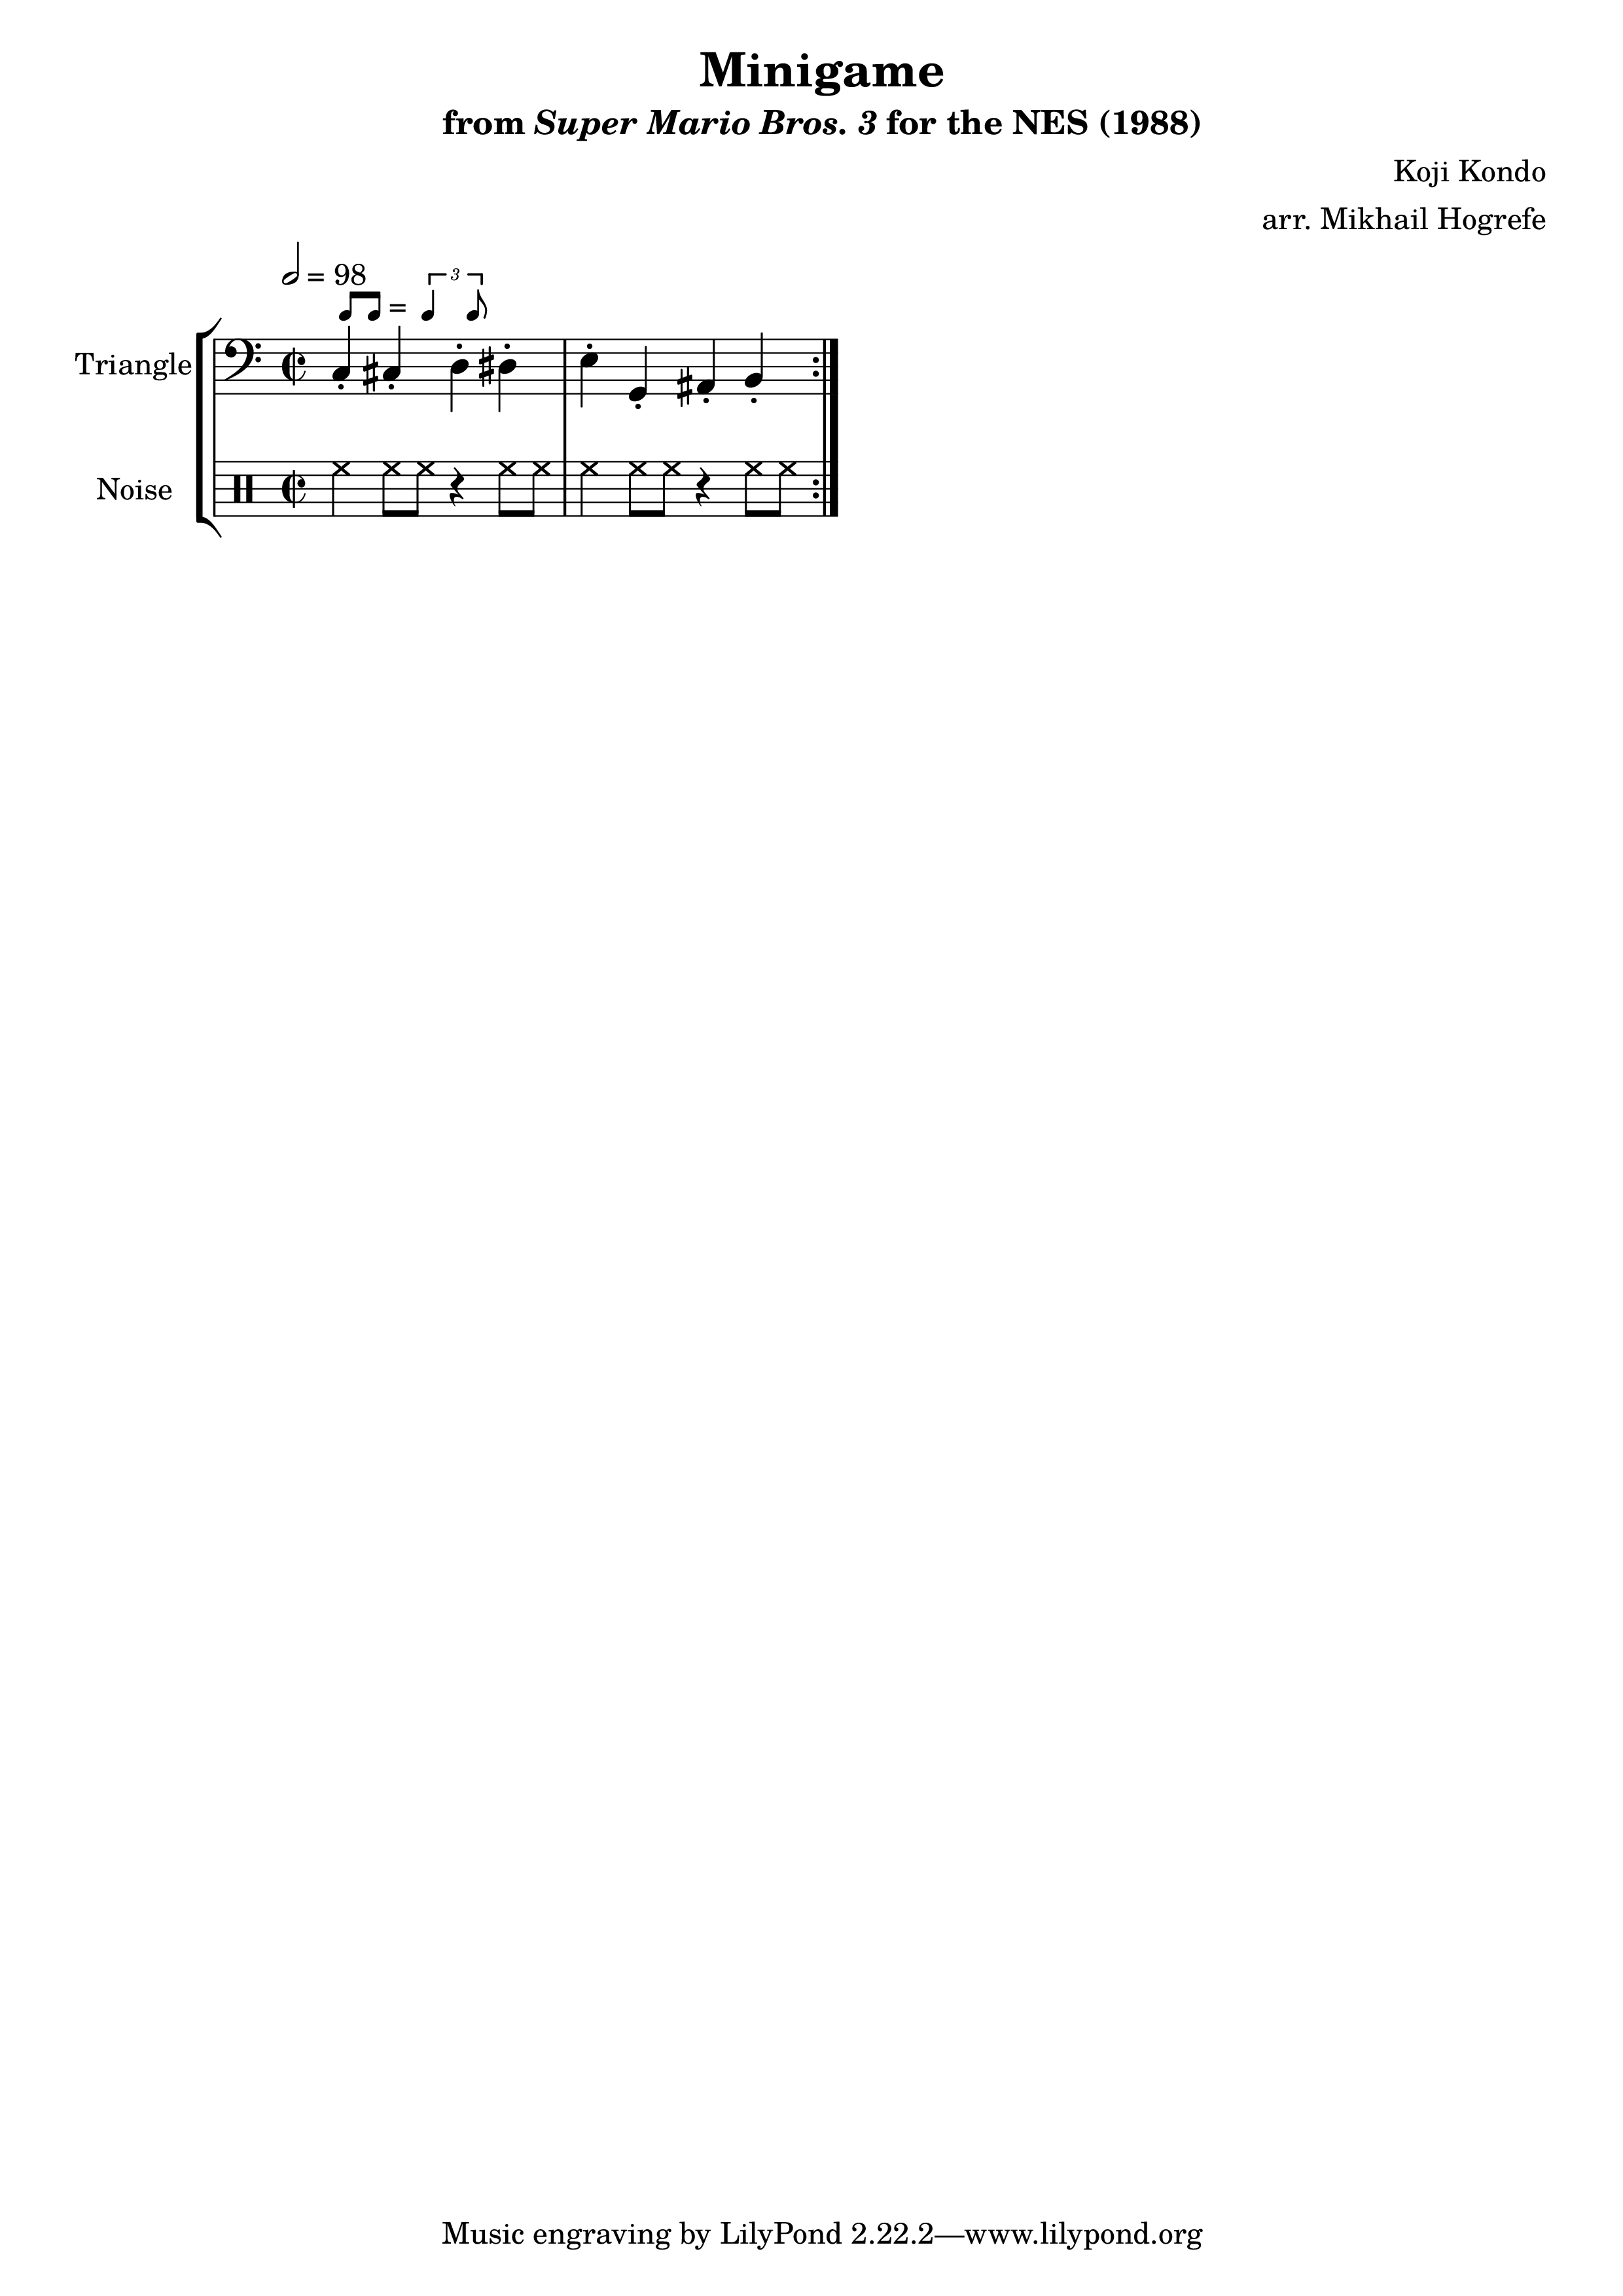 Minigame
from Super Mario Bros. 3 for the NES (1988)
Koji Kondo
arr. Mikhail Hogrefe
= 98
= 3
Triangle
Noise
Music engraving by LilyPond 2.22.2—www.lilypond.org